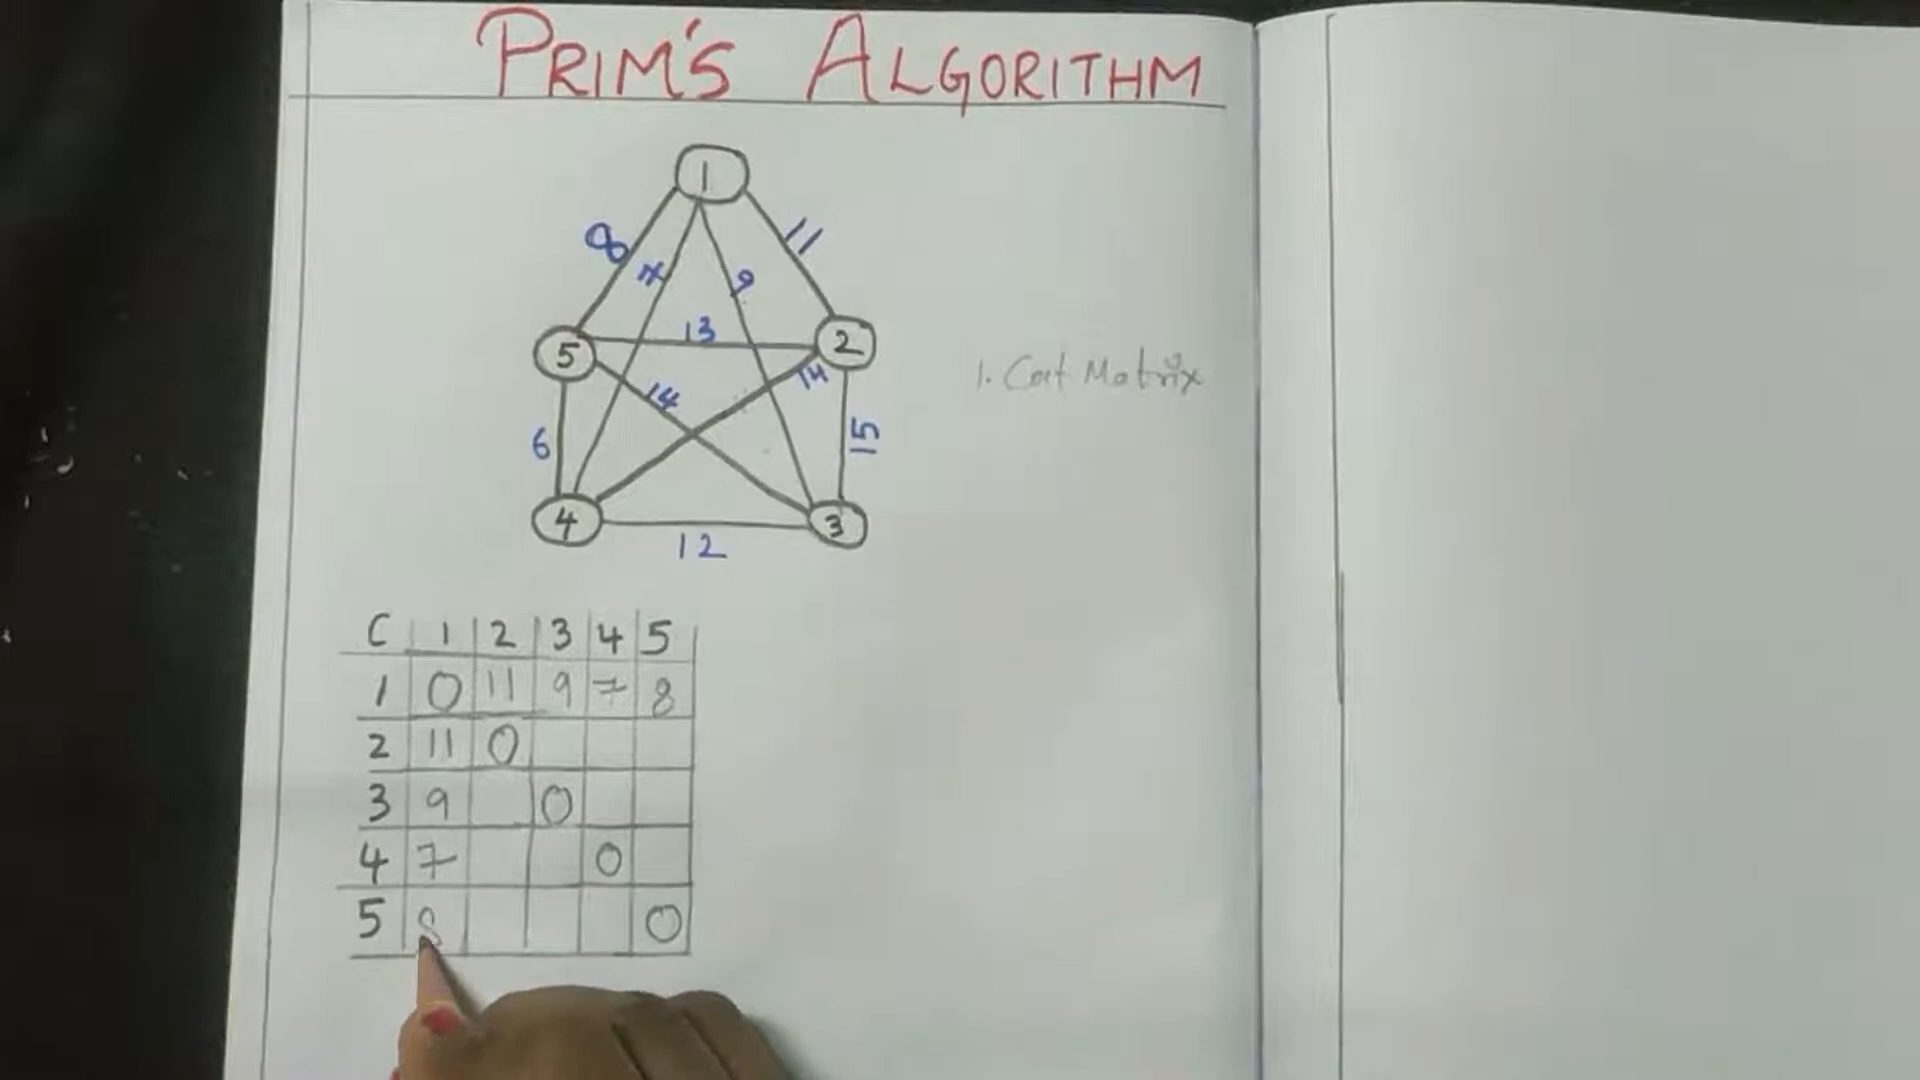 PRIM'S ALGORITHM
1
8 11
7 9
13
5 2
14 14
6 15
4 3
12
1. Cost Matrix
C 1 2 3 4 5
1 0 11 9 7 8
2 11 0
3 9 0
4 7 0
5 8 0